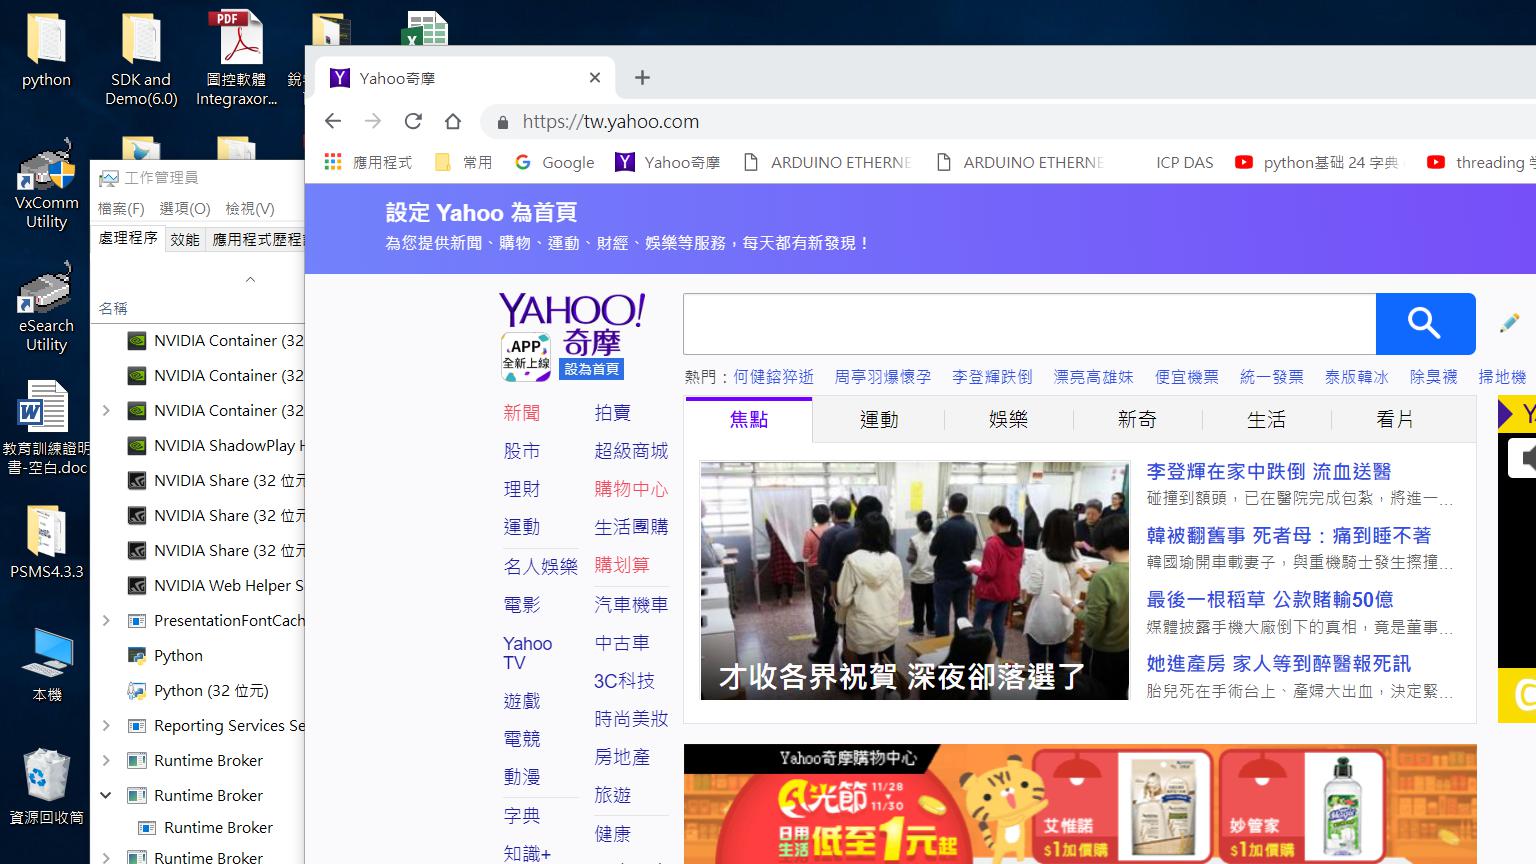 python
SDK and
Demo(6.0)
圖控軟體
Integraxor...
VxComm
Utility
eSearch
Utility
教育訓練證明
書-空白.doc
PSMS4.3.3
本機
資源回收筒
工作管理員
檔案(F) 選項(O) 檢視(V)
處理程序 效能 應用程式歷程
名稱
NVIDIA Container (32
NVIDIA Container (32
NVIDIA Container (32
NVIDIA ShadowPlay H
NVIDIA Share (32 位元
NVIDIA Share (32 位元
NVIDIA Share (32 位元
NVIDIA Web Helper S
PresentationFontCach
Python
Python (32 位元)
Reporting Services Se
Runtime Broker
Runtime Broker
Runtime Broker
Runtime Broker
Yahoo奇摩
https://tw.yahoo.com
應用程式 常用 Google Yahoo奇摩 ARDUINO ETHERNE ARDUINO ETHERNE ICP DAS python基础 24 字典 threading
設定 Yahoo 為首頁
為您提供新聞、購物、運動、財經、娛樂等服務，每天都有新發現！
YAHOO!
奇摩
APP
全新上線
設為首頁
熱門：何健鎔猝逝 周亭羽爆懷孕 李登輝跌倒 漂亮高雄妹 便宜機票 統一發票 泰版韓冰 除臭襪 掃地機
新聞 拍賣
股市 超級商城
理財 購物中心
運動 生活團購
名人娛樂 購划算
電影 汽車機車
Yahoo
TV
中古車
3C科技
遊戲
時尚美妝
電競
房地產
動漫
旅遊
字典
健康
知識+
焦點 運動 娛樂 新奇 生活 看片
才收各界祝賀 深夜卻落選了
李登輝在家中跌倒 流血送醫
碰撞到額頭，已在醫院完成包紮，將進一...
韓被翻舊事 死者母：痛到睡不著
韓國瑜開車載妻子，與重機騎士發生擦撞...
最後一根稻草 公款賭輸50億
媒體披露手機大廠倒下的真相，竟是董事...
她進產房 家人等到醉醫報死訊
胎兒死在手術台上、產婦大出血，決定緊...
Yahoo奇摩購物中心
光節
11/28
-11/30
日用
生活
低至1元起
艾惟諾
$1加價購
妙管家
$1加價購